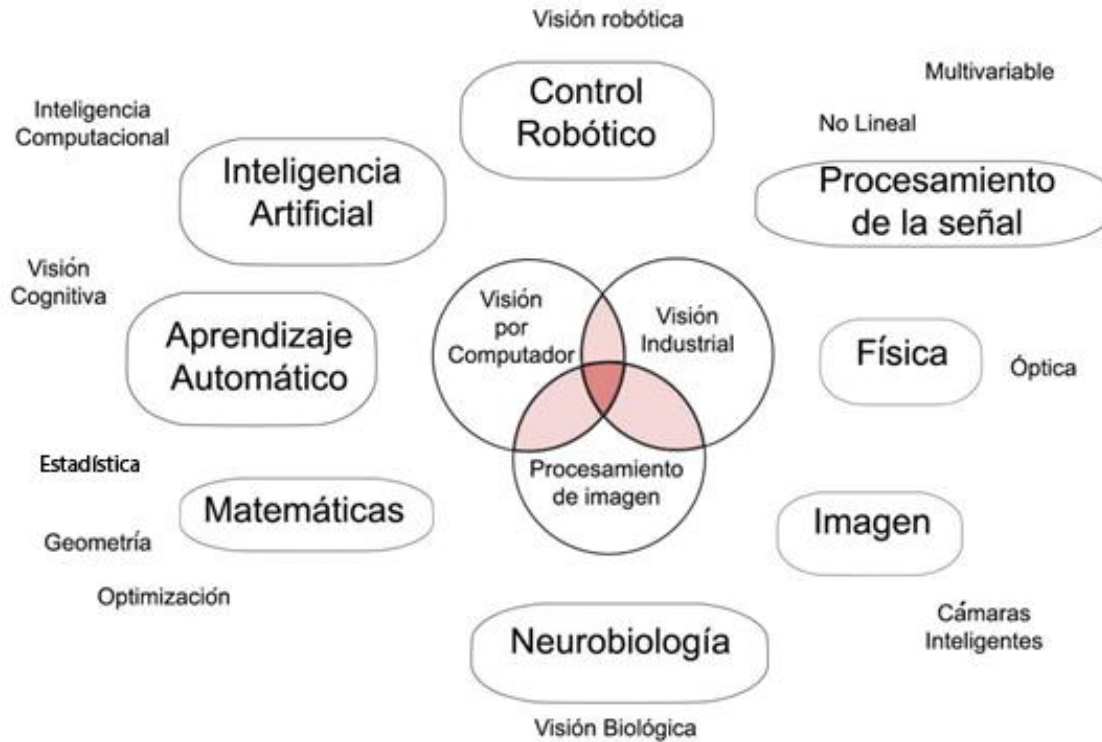 Visión robótica
Control
Robótico
Multivariable
No Lineal
Procesamiento
de la señal
Inteligencia
Computacional
Inteligencia
Artificial
Visión
Cognitiva
Aprendizaje
Automático
Visión
por
Computador
Visión
Industrial
Procesamiento
de imagen
Física
Óptica
Estadística
Matemáticas
Geometría
Optimización
Imagen
Cámaras
Inteligentes
Neurobiología
Visión Biológica